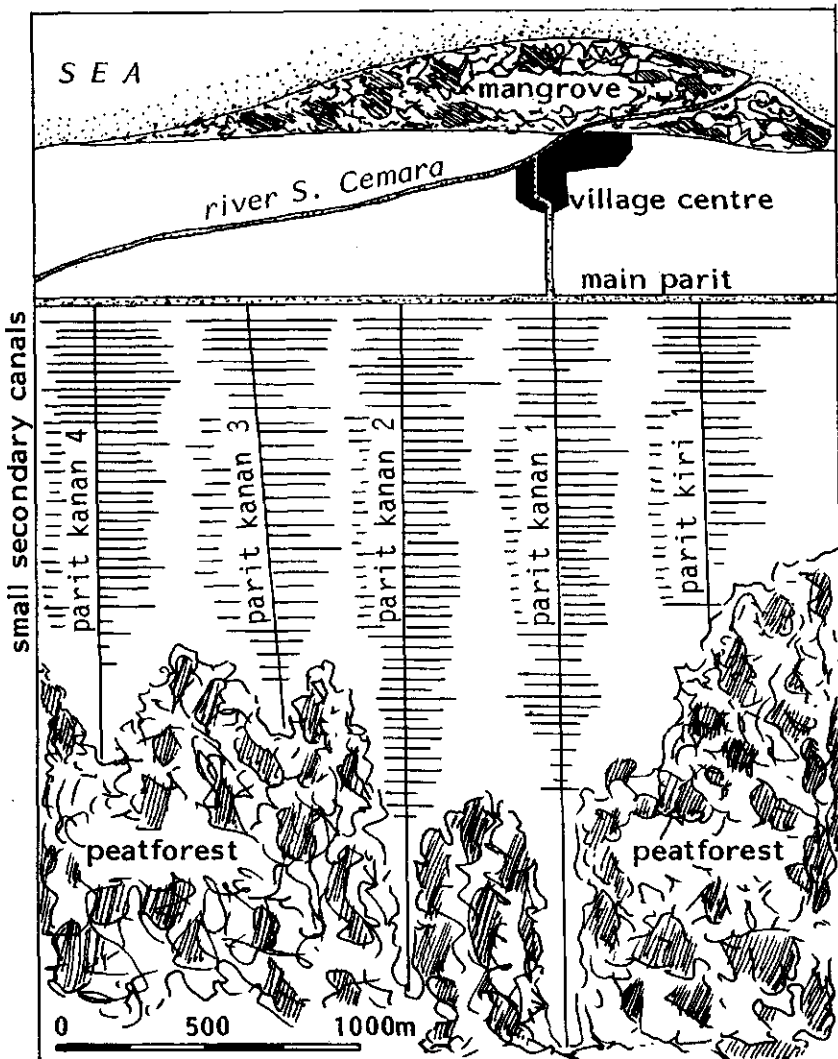 SEA
mangrove
river S. Cemara
village centre
main parit
small secondary canals
parit kanan 4
parit kanan 3
parit kanan 2
parit kanan 1
parit kiri 1
peatforest
peatforest
0 500 1000m